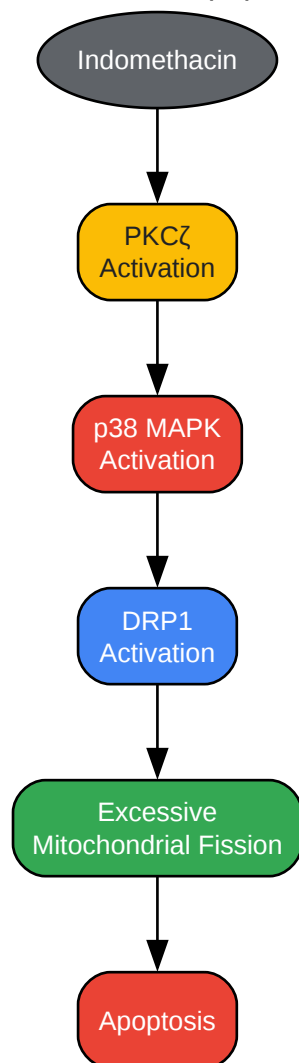 Indomethacin
PKCζ
Activation
p38 MAPK
Activation
DRP1
Activation
Excessive
Mitochondrial Fission
Apoptosis